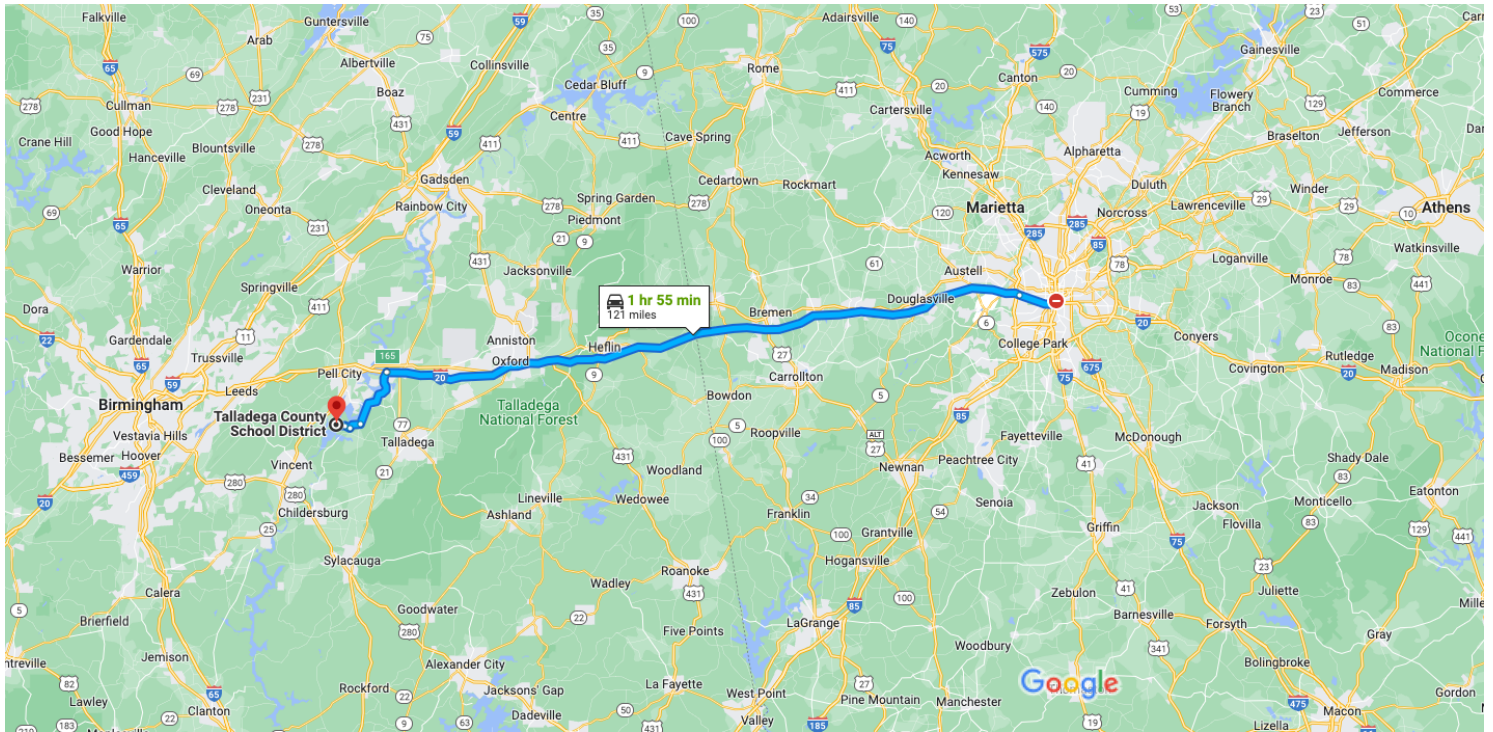 Falkville
Guntersville
Adairsville
Gainesville
Arab
Albertville
Collinsville
Canton
Cumming
Flowery
Branch
Commerce
Cullman
Boaz
Cedar Bluff
Rome
Cartersville
Good Hope
Centre
Braselton
Jefferson
Crane Hill
Hanceville
Blountsville
Cave Spring
Acworth
Alpharetta
Kennesaw
Cleveland
Gadsden
Cedartown
Rockmart
Duluth
Winder
Oneonta
Rainbow City
Spring Garden
Piedmont
Marietta
Norcross
Lawrenceville
Athens
Watkinsville
Warrior
Springville
Jacksonville
Austell
Loganville
Monroe
1 hr 55 min
121 miles
Dora
Gardendale
Trussville
Anniston
Heflin
Bremen
Douglasville
College Park
Conyers
Pell City
Oxford
Leeds
Carrollton
Covington
Rutledge
Madison
Birmingham
Talladega County
School District
Talladega
National Forest
Bowdon
Vestavia Hills
Talladega
Roopville
Fayetteville
McDonough
Bessemer
Hoover
Vincent
Woodland
Newnan
Peachtree City
Shady Dale
Childersburg
Lineville
Wedowee
Senoia
Jackson
Monticello
Eatonton
Ashland
Franklin
Grantville
Griffin
Flovilla
Sylacauga
Hogansville
Calera
Wadley
Roanoke
Zebulon
Barnesville
Juliette
Brierfield
Goodwater
Five Points
LaGrange
Forsyth
Gray
Jemison
Alexander City
Woodbury
Bolingbroke
Rockford
Jacksons' Gap
La Fayette
West Point
Pine Mountain
Manchester
Google
Gordon
Lawley
Clanton
Dadeville
Valley
Lizella
Macon